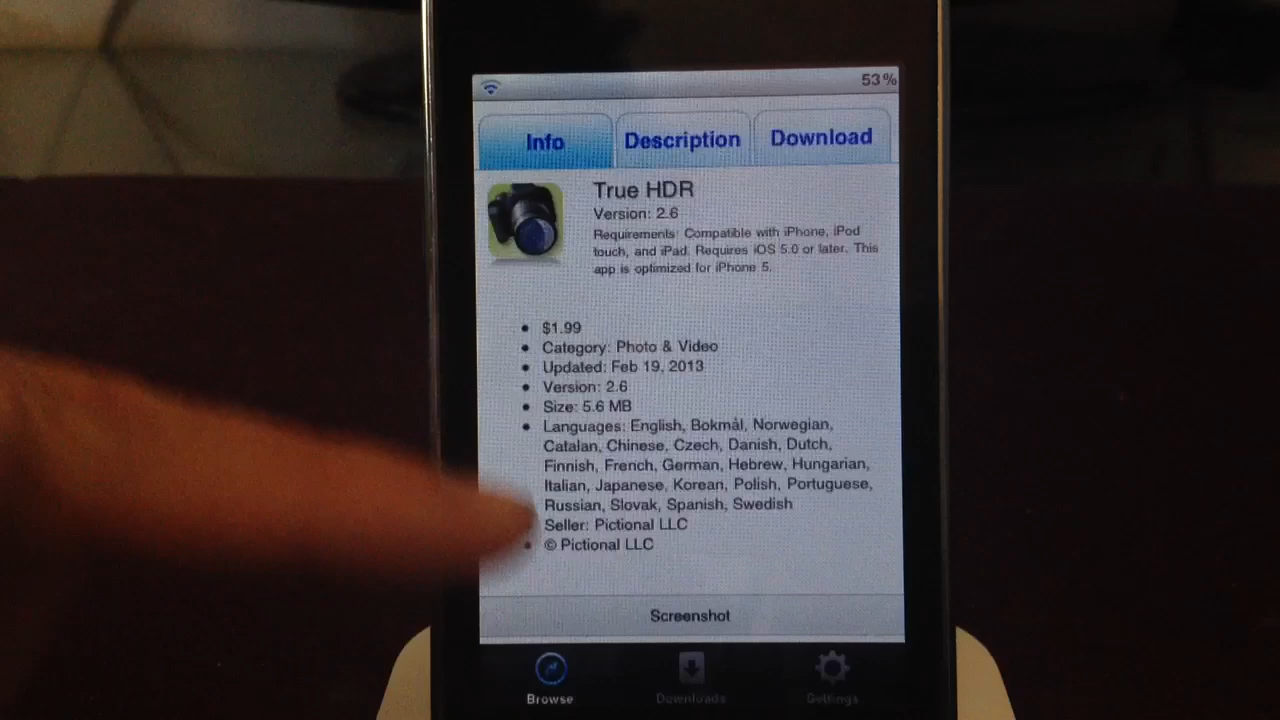 53%
Info Description Download
True HDR
Version: 2.6
Requirements: Compatible with iPhone, iPod
touch, and iPad. Requires iOS 5.0 or later. This
app is optimized for iPhone 5.
• $1.99
• Category: Photo & Video
• Updated: Feb 19, 2013
• Version: 2.6
• Size: 5.6 MB
• Languages: English, Bokmål, Norwegian,
Catalan, Chinese, Czech, Danish, Dutch,
Finnish, French, German, Hebrew, Hungarian,
Italian, Japanese, Korean, Polish, Portuguese,
Russian, Slovak, Spanish, Swedish
Seller: Pictional LLC
• © Pictional LLC
Screenshot
Browse Downloads Settings